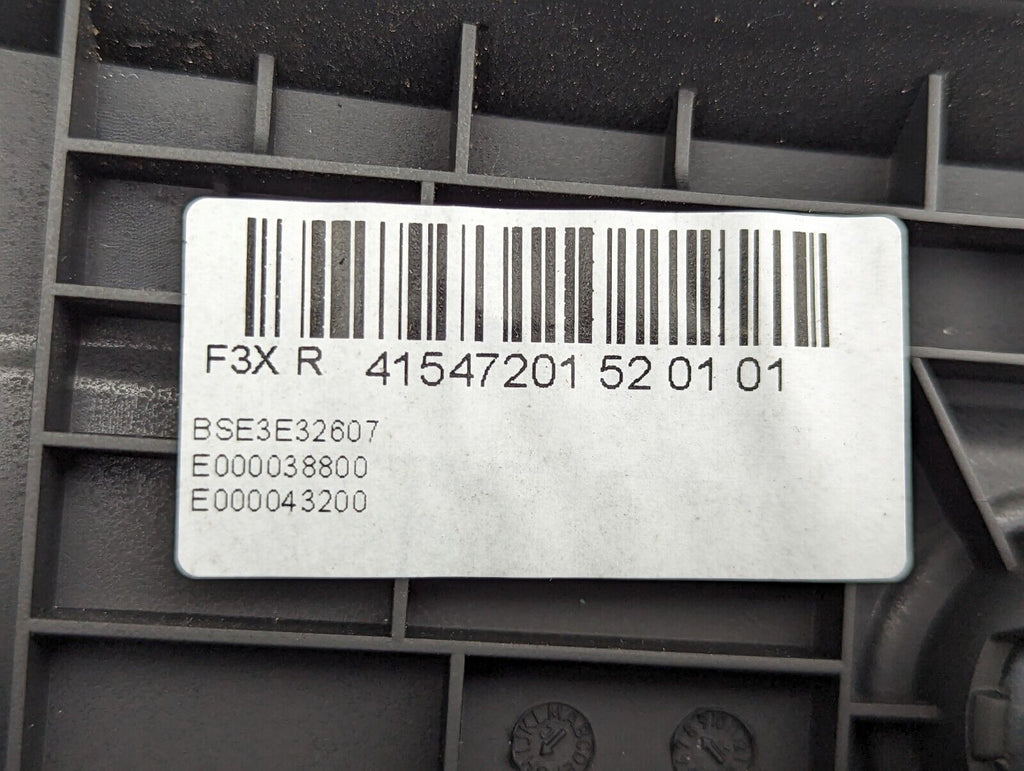 F3X R 41547201 52 01 01
BSE3E32607
E000038800
E000043200